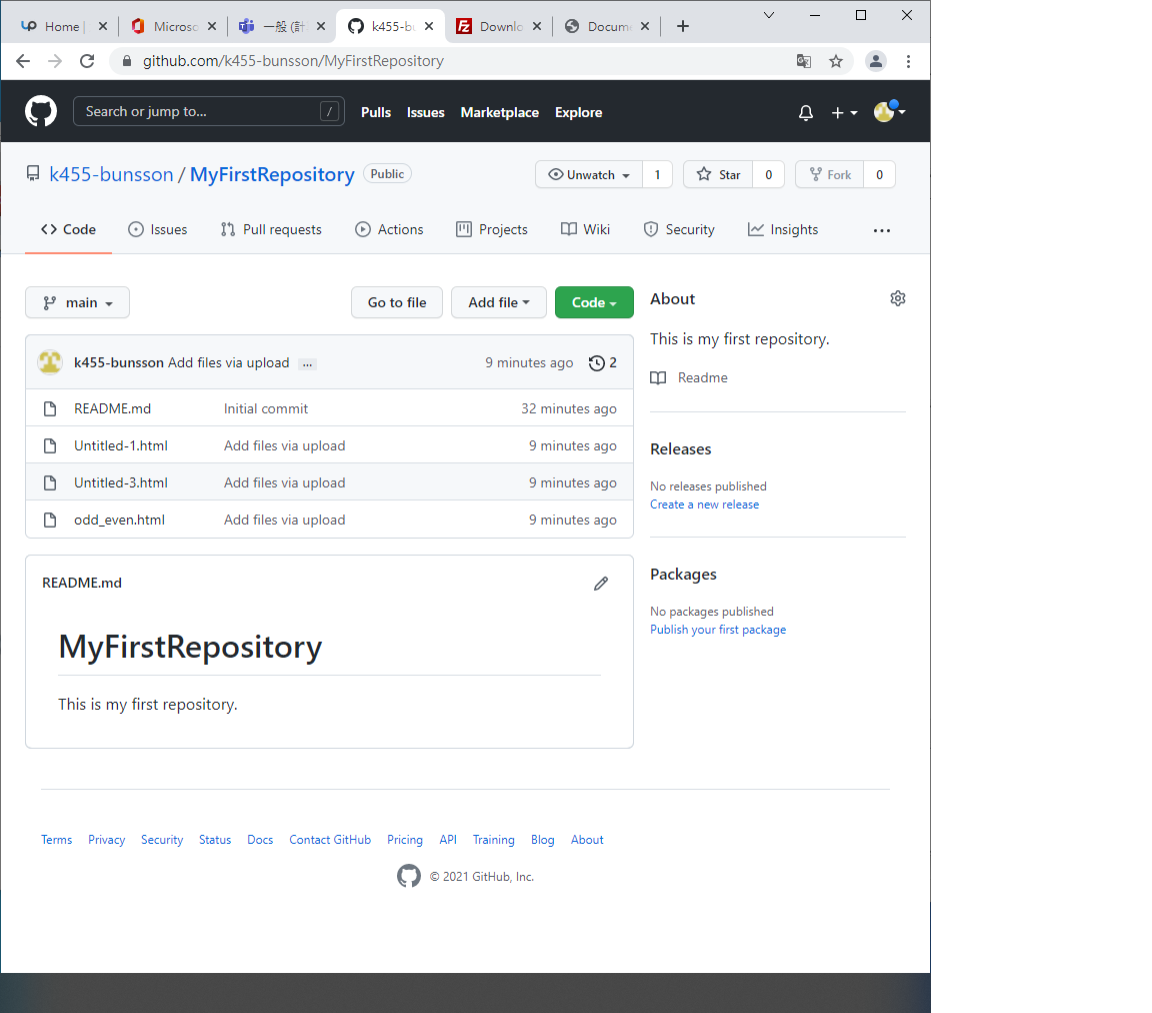 Home
Microso
一般 (計
k455-bu
Downlo
Docum
github.com/k455-bunsson/MyFirstRepository
Search or jump to... /
Pulls Issues Marketplace Explore
k455-bunsson / MyFirstRepository Public
Unwatch 1 Star 0 Fork 0
Code Issues Pull requests Actions Projects Wiki Security Insights
main Go to file Add file Code
k455-bunsson Add files via upload ... 9 minutes ago 2
README.md Initial commit 32 minutes ago
Untitled-1.html Add files via upload 9 minutes ago
Untitled-3.html Add files via upload 9 minutes ago
odd_even.html Add files via upload 9 minutes ago
README.md
MyFirstRepository
This is my first repository.
About
This is my first repository.
Readme
Releases
No releases published
Create a new release
Packages
No packages published
Publish your first package
Terms Privacy Security Status Docs Contact GitHub Pricing API Training Blog About
© 2021 GitHub, Inc.